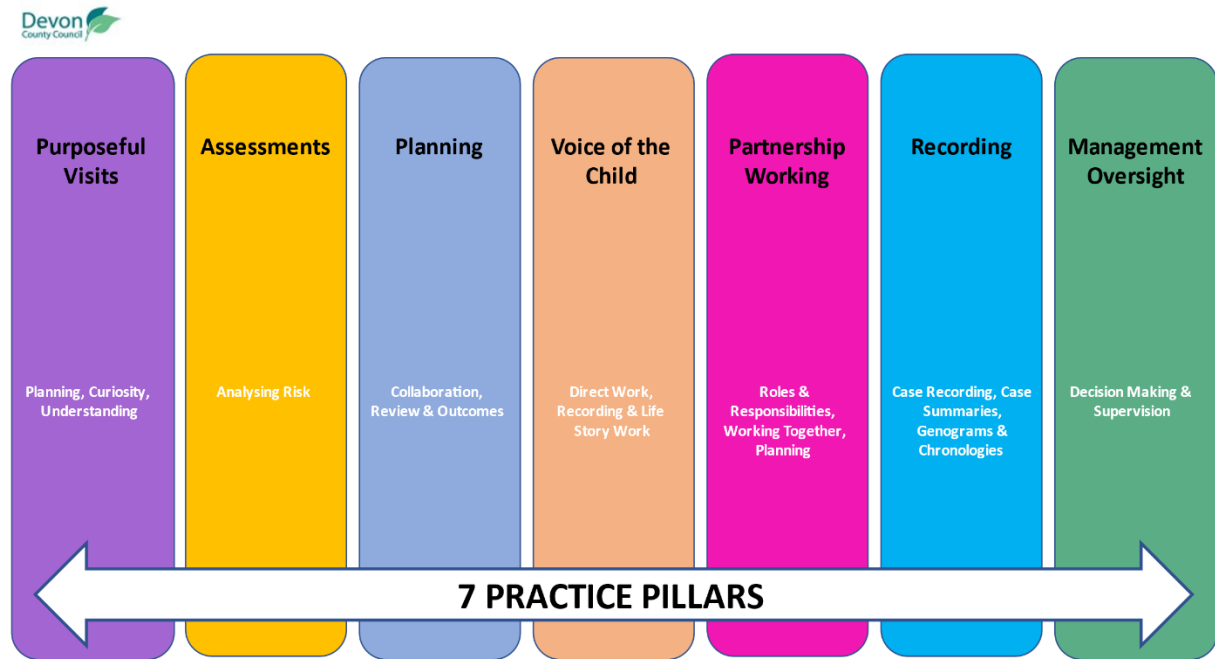 Devon
County Council
Purposeful
Visits
Assessments
Planning
Voice of the
Child
Partnership
Working
Recording
Management
Oversight
Planning, Curiosity,
Understanding
Analysing Risk
Collaboration,
Review & Outcomes
Direct Work,
Recording & Life
Story Work
Roles &
Responsibilities,
Working Together,
Planning
Case Recording, Case
Summaries,
Genograms &
Chronologies
Decision Making &
Supervision
7 PRACTICE PILLARS